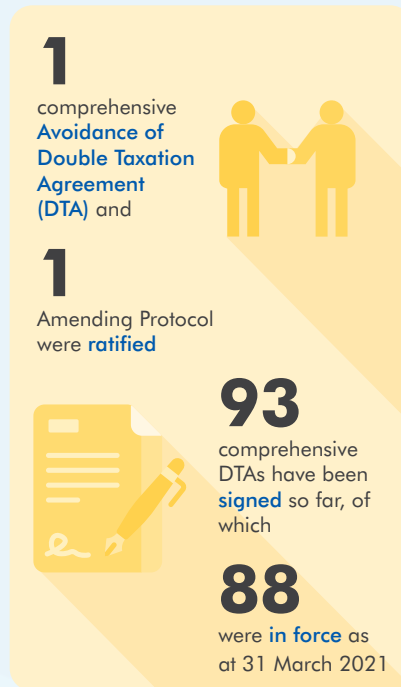 1
comprehensive
Avoidance of
Double Taxation
Agreement
(DTA) and
1
Amending Protocol
were ratified
93
comprehensive
DTAs have been
signed so far, of
which
88
were in force as
at 31 March 2021